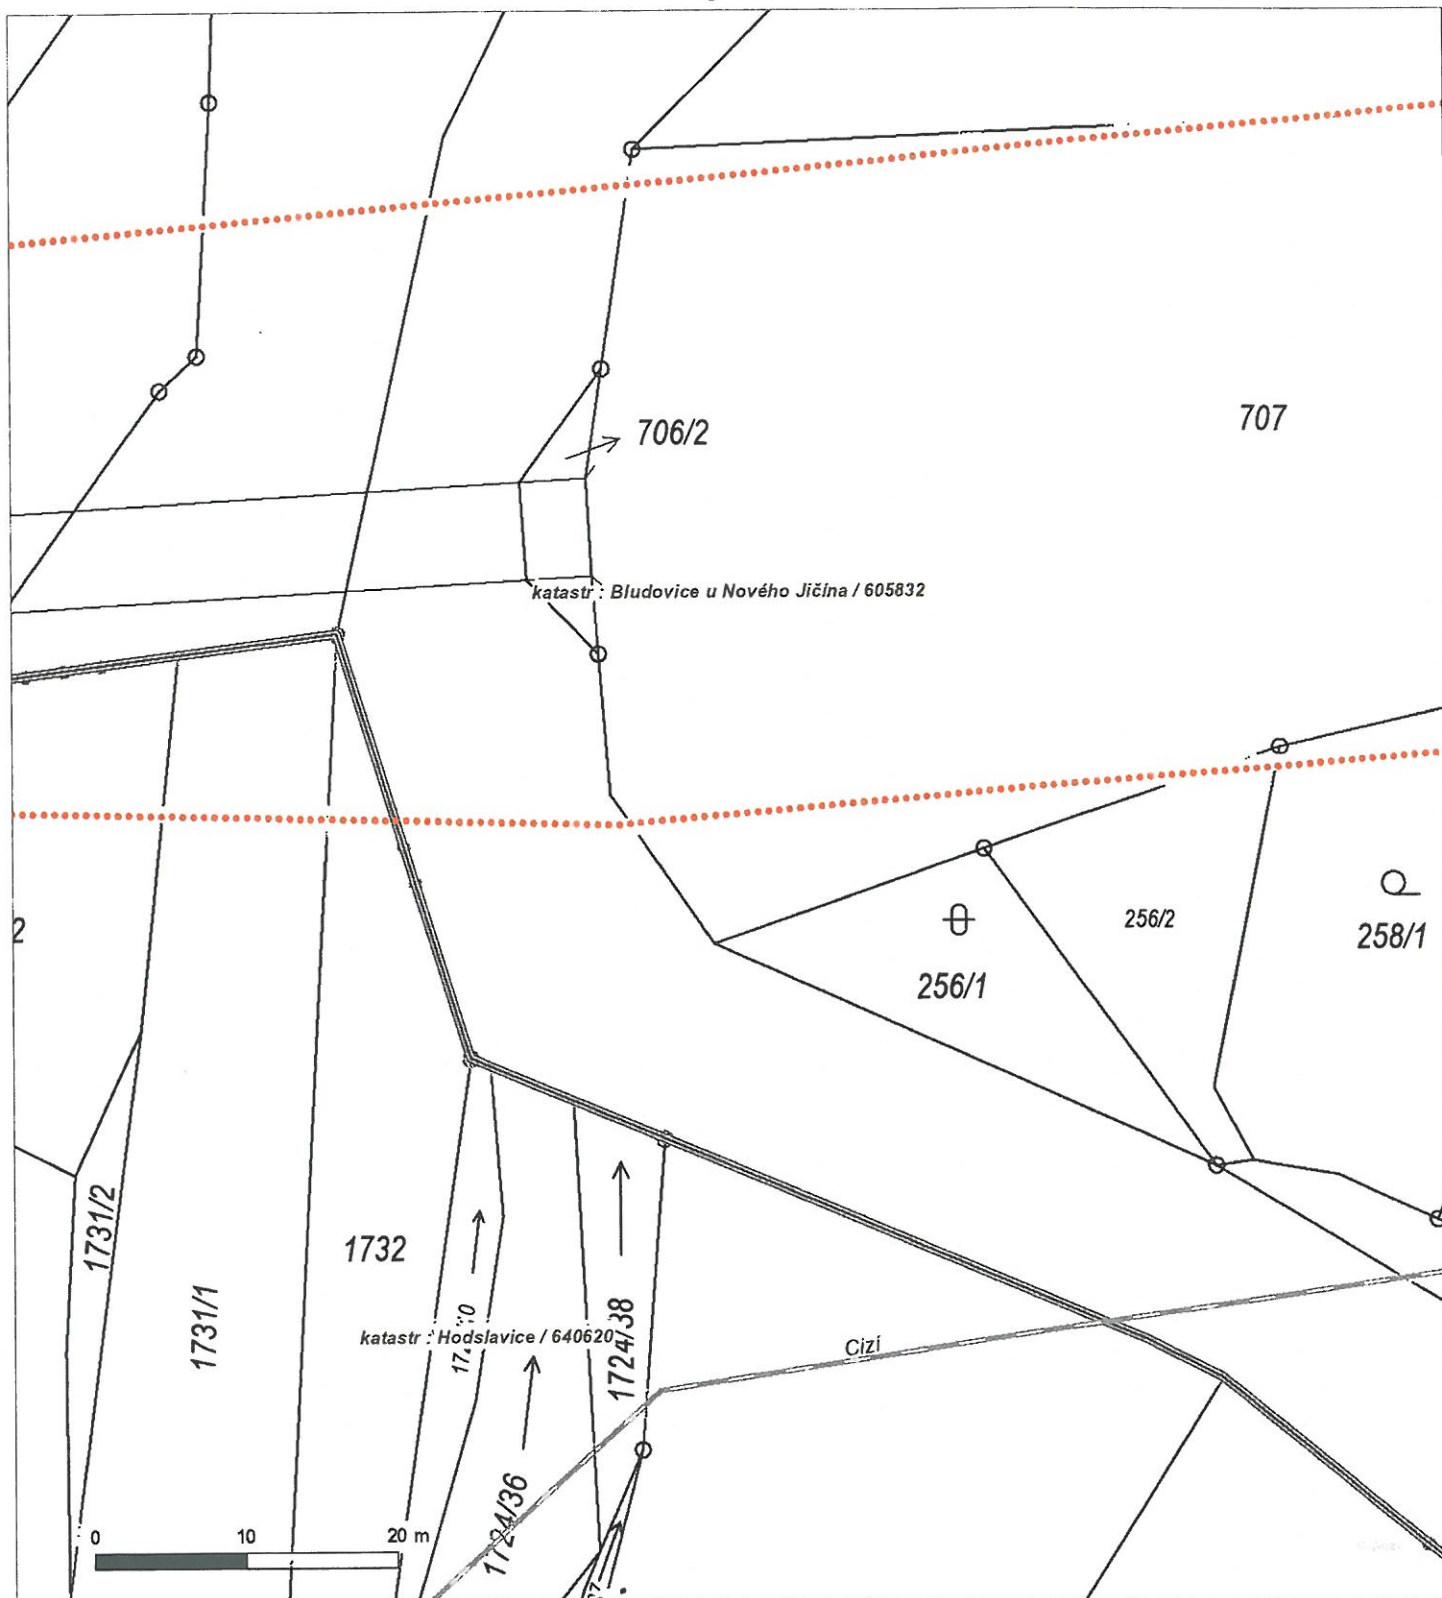 706/2
707
katastr : Bludovice u Nového Jičína / 605832
2
256/2
258/1
256/1
1731/2
1732
1731/1
katastr : Hodslavice / 640620
1724/38
Cizí
1724/36
0 10 20 m